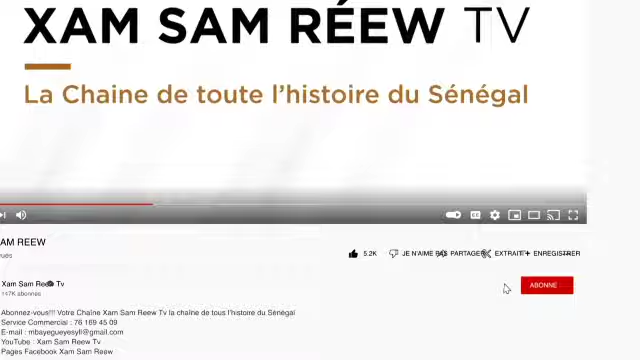 XAM SAM RÉEW TV
La Chaine de toute l'histoire du Sénégal
AM REEW
5.2K JE N'AIME PAS PARTAGER EXTRAIT ENREGISTRER
Xam Sam Reew Tv
147K abonnes
ABONNE
Abonnez-vous!!! Votre Chaîne Xam Sam Reew Tv la chaîne de tous l'histoire du Sénégal
Service Commercial : 76 169 45 09
E-mail : mbayegueyesyll@gmail.com
YouTube : Xam Sam Reew Tv
Pages Facebook Xam Sam Reew